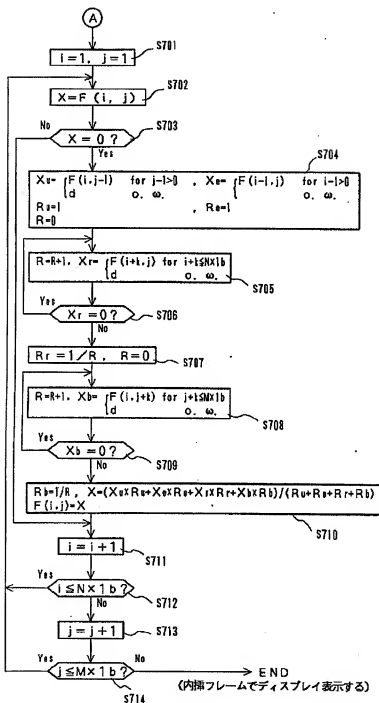 A
i=1, j=1
S701
X=F(i, j)
S702
No
X=0?
S703
Yes
S704
Xu= { F(i,j-1) for j-1>0 , Xe= { F(i-1,j) for i-1>0
d o. ω. d o. ω.
Ru=1 , Re=1
R=0
R=R+1, Xr= { F(i+k,j) for i+k≤N×1b
d o. ω.
S705
Yes
Xr=0?
S706
No
Rr=1/R, R=0
S707
R=R+1, Xb= { F(i,j+k) for j+k≤M×1b
d o. ω.
S708
Yes
Xb=0?
S709
No
Rb=1/R, X=(Xu×Ru+Xe×Re+Xr×Rr+Xb×Rb)/(Ru+Re+Rr+Rb)
F(i,j)=X
S710
i=i+1
S711
Yes
i≤N×1b?
S712
No
j=j+1
S713
Yes
j≤M×1b?
No
END
S714
(内挿フレームでディスプレイ表示する)